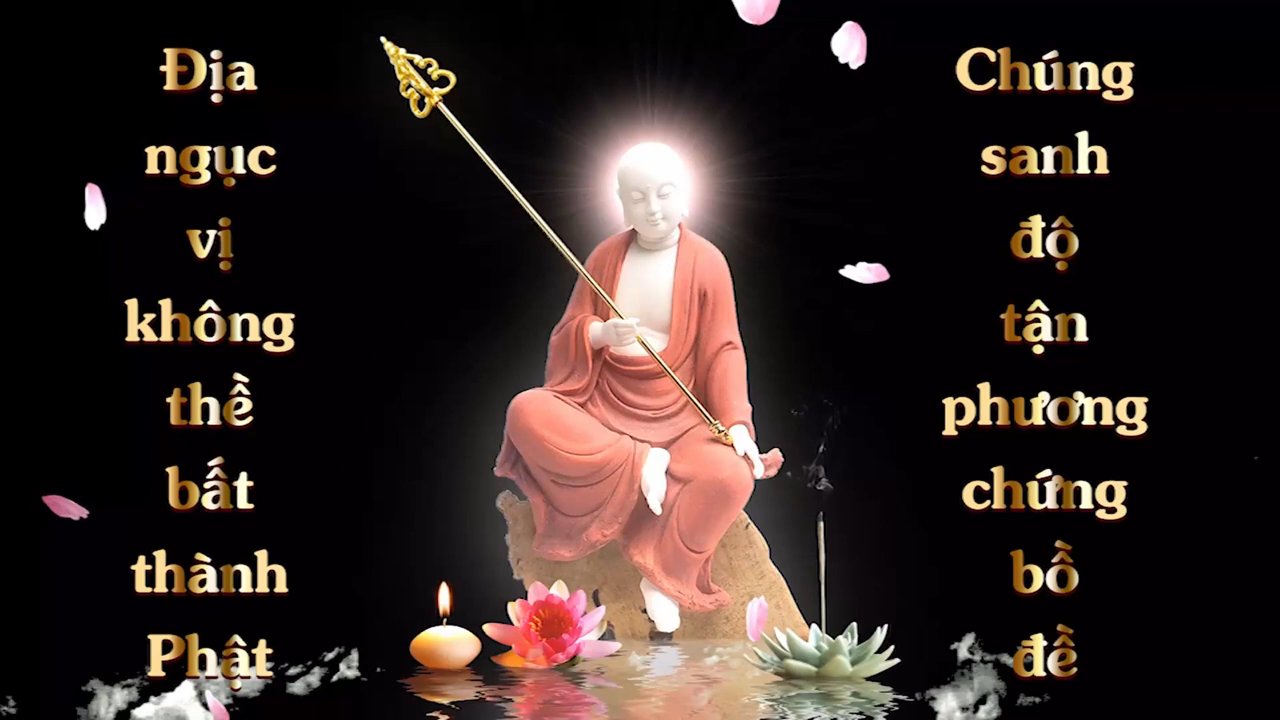 Địa
ngục
vị
không
thề
bất
thành
Phật
Chúng
sanh
độ
tận
phương
chứng
bồ
đề